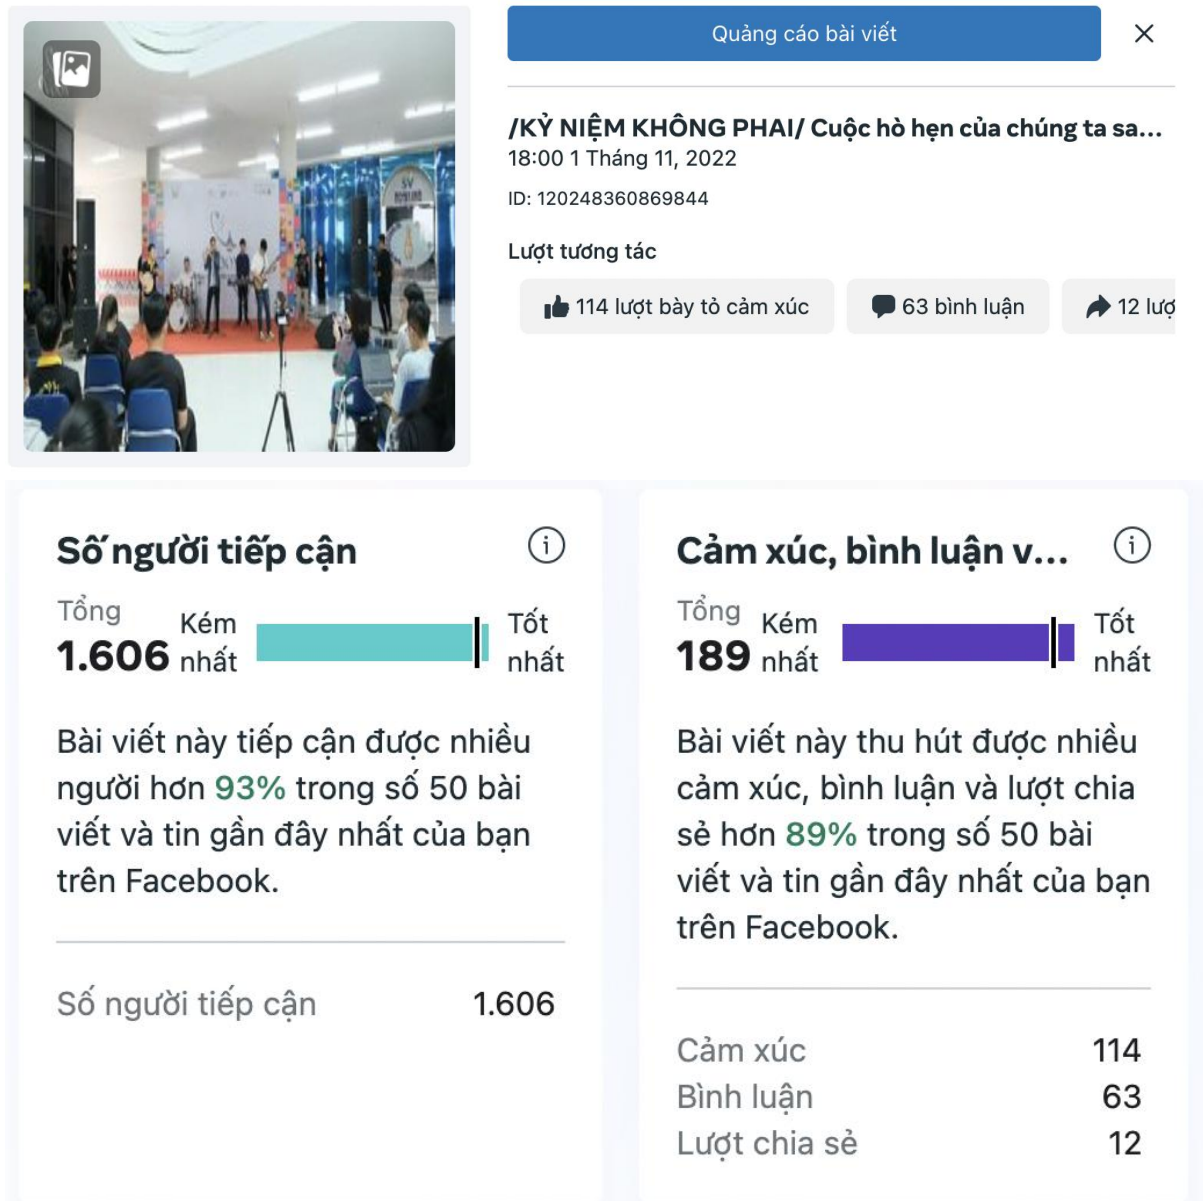 Quảng cáo bài viết
/KỶ NIỆM KHÔNG PHAI/ Cuộc hò hẹn của chúng ta sa...
18:00 1 Tháng 11, 2022
ID: 120248360869844
Lượt tương tác
114 lượt bày tỏ cảm xúc
63 bình luận
12 lượ
Số người tiếp cận
Tổng
1.606
Kém
nhất
Tốt
nhất
Bài viết này tiếp cận được nhiều
người hơn 93% trong số 50 bài
viết và tin gần đây nhất của bạn
trên Facebook.
Số người tiếp cận 1.606
Cảm xúc, bình luận v...
Tổng
189
Kém
nhất
Tốt
nhất
Bài viết này thu hút được nhiều
cảm xúc, bình luận và lượt chia
sẻ hơn 89% trong số 50 bài
viết và tin gần đây nhất của bạn
trên Facebook.
Cảm xúc 114
Bình luận 63
Lượt chia sẻ 12